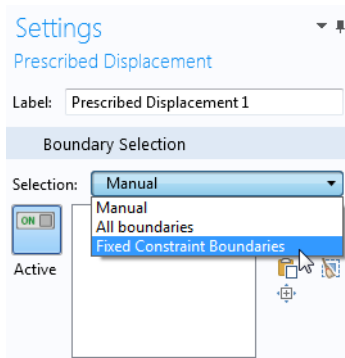 Settings
Prescribed Displacement
Label: Prescribed Displacement 1
Boundary Selection
Selection: Manual
Manual
All boundaries
Fixed Constraint Boundaries
ON
Active